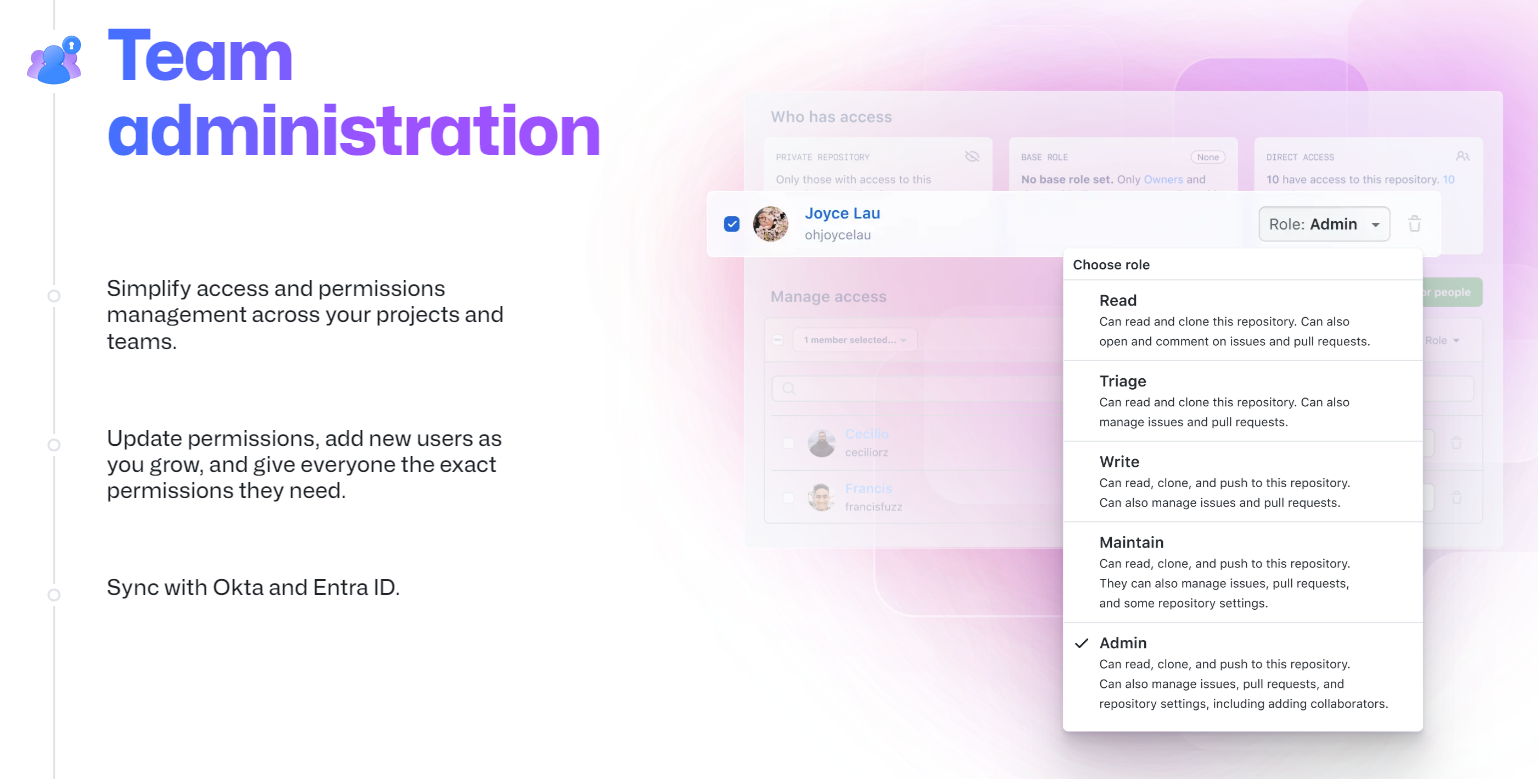 Team
administration
Simplify access and permissions
management across your projects and
teams.
Update permissions, add new users as
you grow, and give everyone the exact
permissions they need.
Sync with Okta and Entra ID.
Who has access
PRIVATE REPOSITORY
Only those with access to this
BASE ROLE
None
No base role set. Only Owners and
DIRECT ACCESS
10 have access to this repository. 10
Joyce Lau
ohjoycelau
Role: Admin
Manage access
people
1 member selected...
Role
Cecilio
ceciliorz
Francis
francisfuzz
Choose role
Read
Can read and clone this repository. Can also
open and comment on issues and pull requests.
Triage
Can read and clone this repository. Can also
manage issues and pull requests.
Write
Can read, clone, and push to this repository.
Can also manage issues and pull requests.
Maintain
Can read, clone, and push to this repository.
They can also manage issues, pull requests,
and some repository settings.
Admin
Can read, clone, and push to this repository.
Can also manage issues, pull requests, and
repository settings, including adding collaborators.